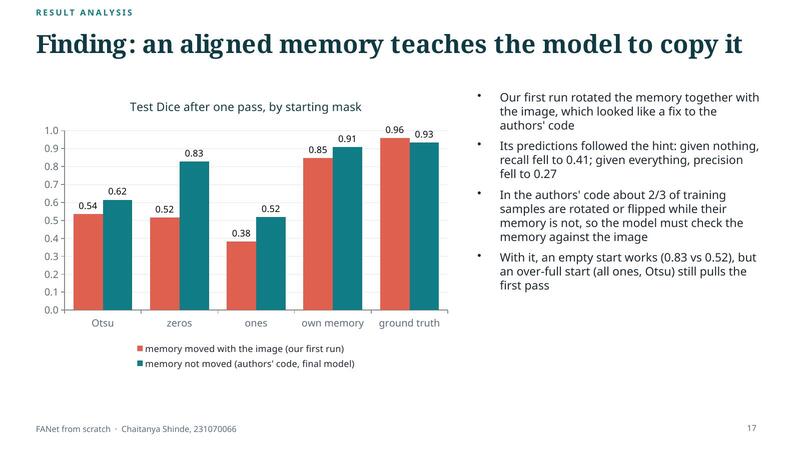 RESULT ANALYSIS
Finding: an aligned memory teaches the model to copy it
Test Dice after one pass, by starting mask
1.0
0.9
0.8
0.7
0.6
0.5
0.4
0.3
0.2
0.1
0.0
0.54
0.62
0.52
0.83
0.38
0.52
0.85
0.91
0.96
0.93
Otsu
zeros
ones
own memory
ground truth
memory moved with the image (our first run)
memory not moved (authors' code, final model)
• Our first run rotated the memory together with
the image, which looked like a fix to the
authors' code
• Its predictions followed the hint: given nothing,
recall fell to 0.41; given everything, precision
fell to 0.27
• In the authors' code about 2/3 of training
samples are rotated or flipped while their
memory is not, so the model must check the
memory against the image
• With it, an empty start works (0.83 vs 0.52), but
an over-full start (all ones, Otsu) still pulls the
first pass
FANet from scratch · Chaitanya Shinde, 231070066
17